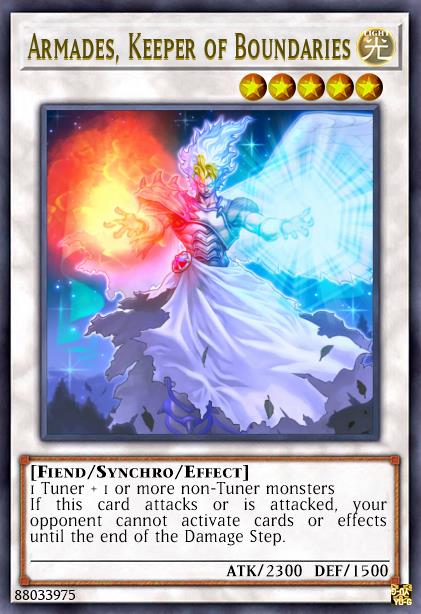 Armades, Keeper of Boundaries
LIGHT
光
[Fiend/Synchro/Effect]
1 Tuner + 1 or more non-Tuner monsters
If this card attacks or is attacked, your
opponent cannot activate cards or effects
until the end of the Damage Step.
ATK/2300 DEF/1500
88033975